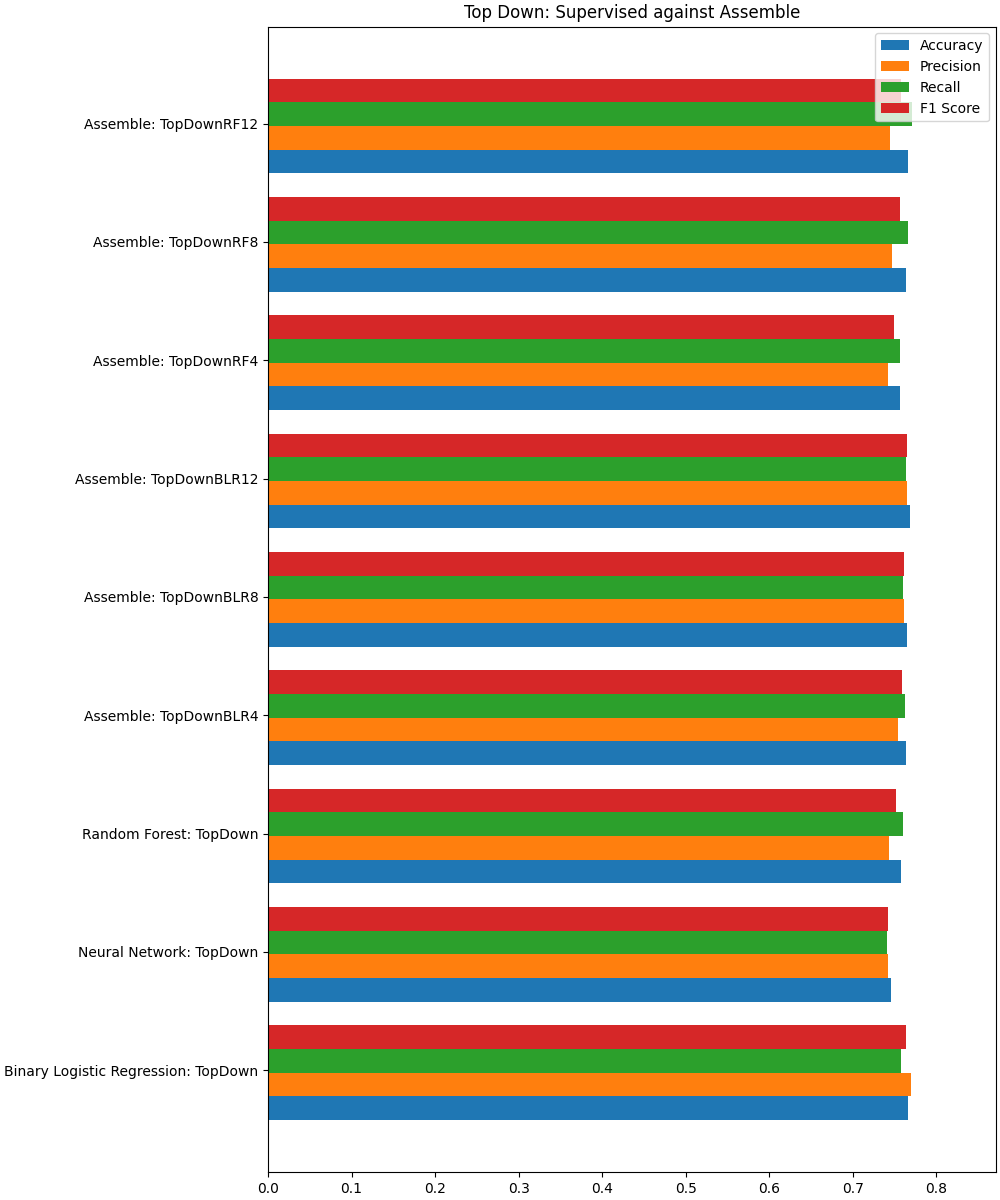 Top Down: Supervised against Assemble
Accuracy
Precision
Recall
F1 Score
Assemble: TopDownRF12
Assemble: TopDownRF8
Assemble: TopDownRF4
Assemble: TopDownBLR12
Assemble: TopDownBLR8
Assemble: TopDownBLR4
Random Forest: TopDown
Neural Network: TopDown
Binary Logistic Regression: TopDown
0.0 0.1 0.2 0.3 0.4 0.5 0.6 0.7 0.8